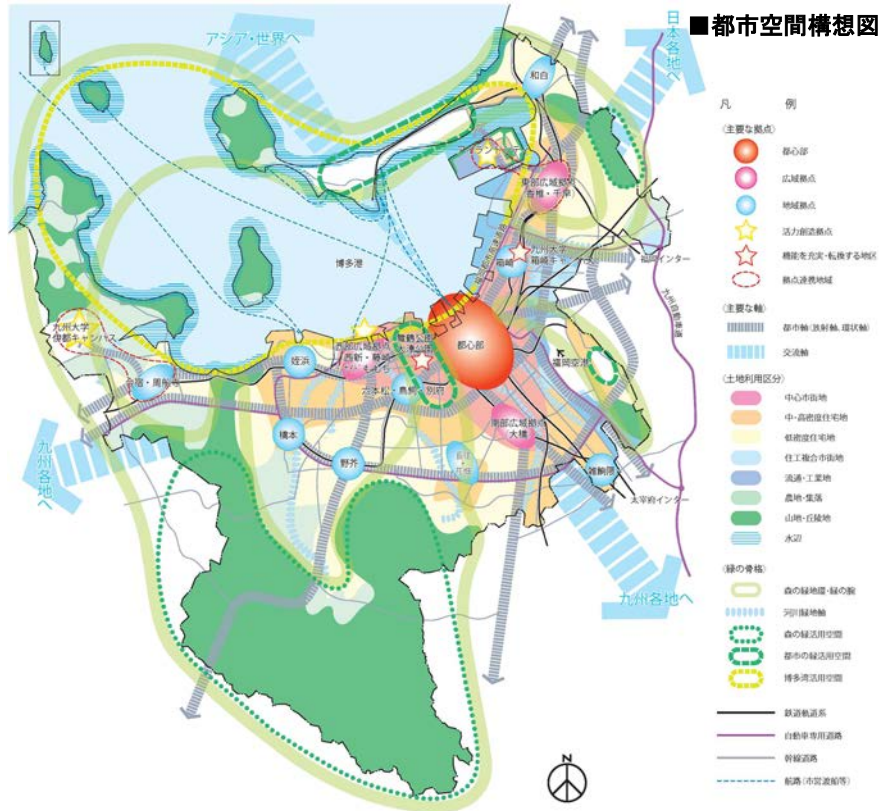 ■都市空間構想図
アジア・世界へ
日本各地へ
和白
東部広域拠点
香椎・千早
九州大学
箱崎
博多港
福岡インター
九州自動車道
九州大学
伊都キャンパス
西部広域拠点
西新・藤崎
都心部
福岡空港
姪浜
六本松・鳥飼・別府
橋本
南部広域拠点
大橋
野芥
雑餉隈
太宰府インター
九州各地へ
九州各地へ
凡 例
〈主要な拠点〉
都心部
広域拠点
地域拠点
活力創造拠点
機能を充実・転換する地区
拠点連携地域
〈主要な軸〉
都市軸(放射軸、環状軸)
交流軸
〈土地利用区分〉
中心市街地
中・高密度住宅地
低密度住宅地
住工複合市街地
流通・工業地
農地・集落
山地・丘陵地
水辺
〈緑の骨格〉
森の緑地環・緑の腕
河川緑地軸
森の緑活用空間
都市の緑活用空間
博多湾活用空間
鉄道軌道系
自動車専用道路
幹線道路
航路(市営渡船等)
N